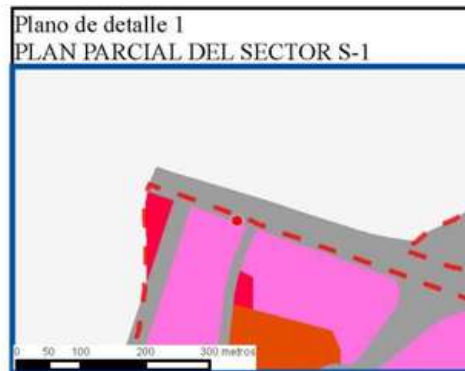 Plano de detalle 1
PLAN PARCIAL DEL SECTOR S-1
0 50 100 200 300 metros